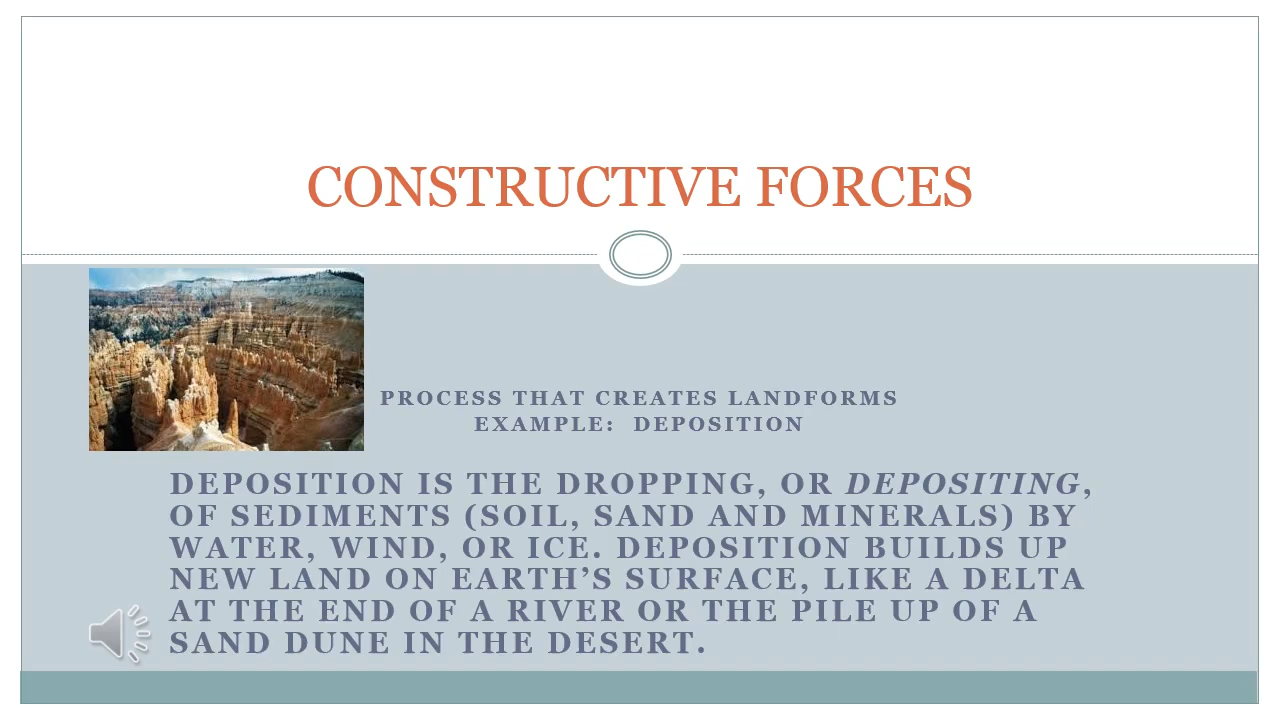 CONSTRUCTIVE FORCES
PROCESS THAT CREATES LANDFORMS
EXAMPLE: DEPOSITION
DEPOSITION IS THE DROPPING, OR DEPOSITING,
OF SEDIMENTS (SOIL, SAND AND MINERALS) BY
WATER, WIND, OR ICE. DEPOSITION BUILDS UP
NEW LAND ON EARTH’S SURFACE, LIKE A DELTA
AT THE END OF A RIVER OR THE PILE UP OF A
SAND DUNE IN THE DESERT.